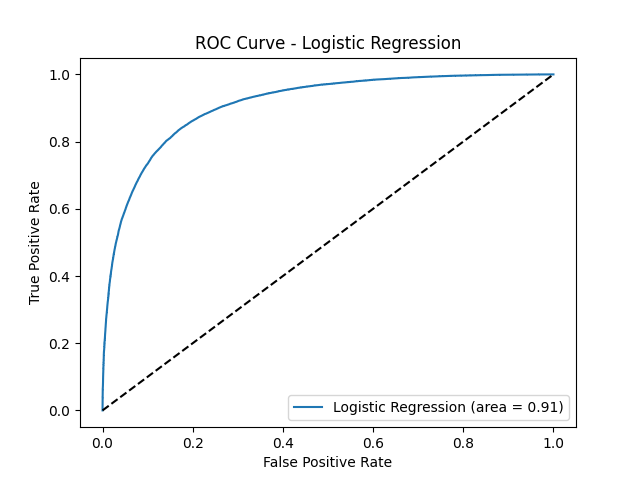 ROC Curve - Logistic Regression
True Positive Rate
1.0
0.8
0.6
0.4
0.2
0.0
Logistic Regression (area = 0.91)
0.0 0.2 0.4 0.6 0.8 1.0
False Positive Rate